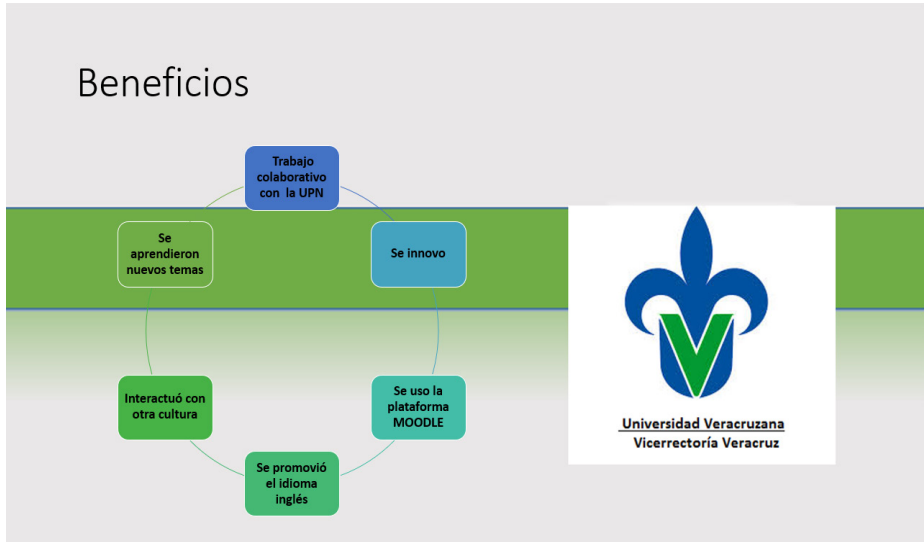 Beneficios
Trabajo
colaborativo
con la UPN
Se innovo
Se uso la
plataforma
MOODLE
Se promovió
el idioma
inglés
Interactuó con
otra cultura
Se
aprendieron
nuevos temas
Universidad Veracruzana
Vicerrectoría Veracruz